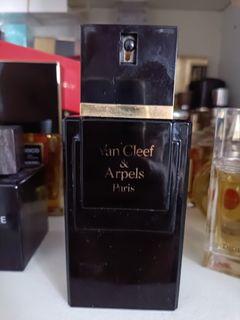 Van Cleef
&
Arpels
Paris